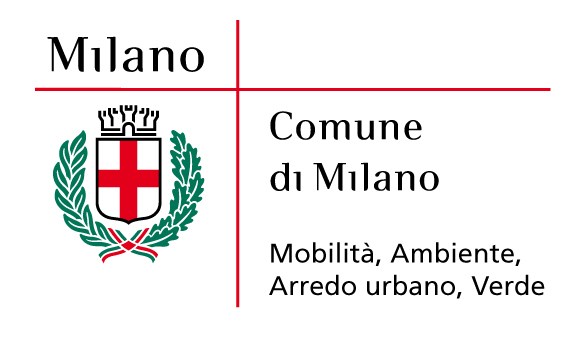 Milano
Comune
di Milano
Mobilità, Ambiente,
Arredo urbano, Verde